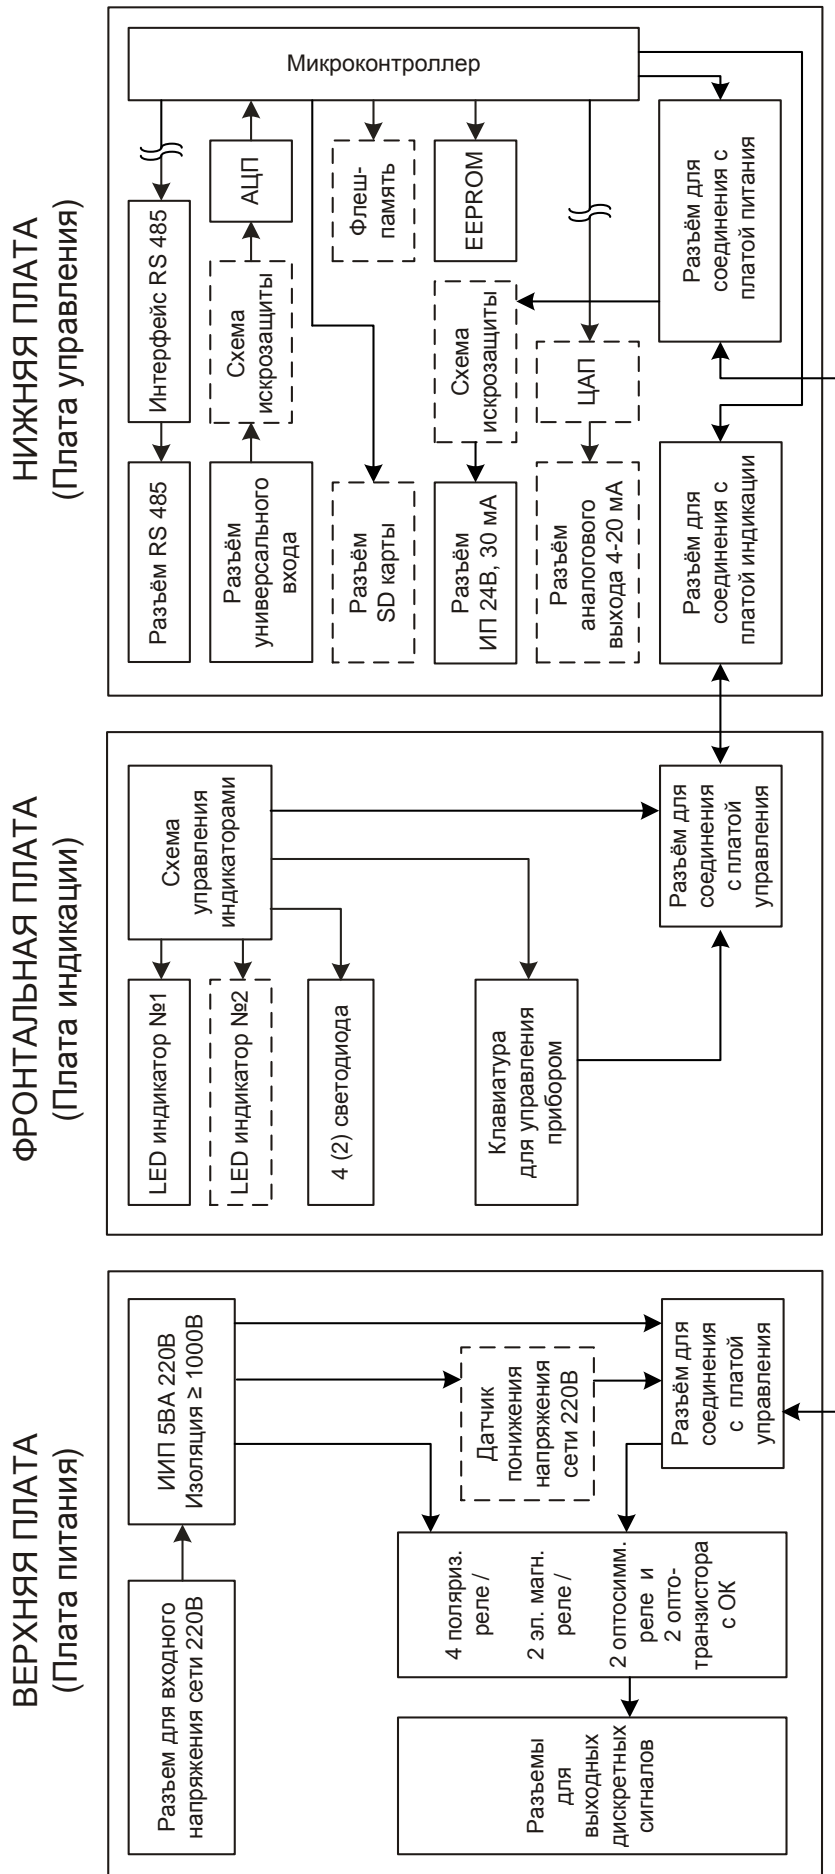 ВЕРХНЯЯ ПЛАТА
(Плата питания)
Разъем для входного
напряжения сети 220В
ИИП 5ВА 220В
Изоляция ≥ 1000В
Датчик
понижения
напряжения
сети 220В
4 поляриз.
реле /
2 эл. магн.
реле /
2 оптосимм.
реле и
2 опто-
транзистора
с ОК
Разъемы
для
выходных
дискретных
сигналов
Разъём для
соединения
с платой
управления
ФРОНТАЛЬНАЯ ПЛАТА
(Плата индикации)
LED индикатор №1
LED индикатор №2
4 (2) светодиода
Схема
управления
индикаторами
Клавиатура
для управления
прибором
Разъём для
соединения
с платой
управления
НИЖНЯЯ ПЛАТА
(Плата управления)
Разъём RS 485
Интерфейс RS 485
Микроконтроллер
Разъём
универсального
входа
Схема
искрозащиты
АЦП
Разъём
SD карты
Флеш-
память
Разъём
ИП 24В, 30 мА
Схема
искрозащиты
EEPROM
Разъём
аналогового
выхода 4-20 мА
ЦАП
Разъём для
соединения с
платой индикации
Разъём для
соединения с
платой питания